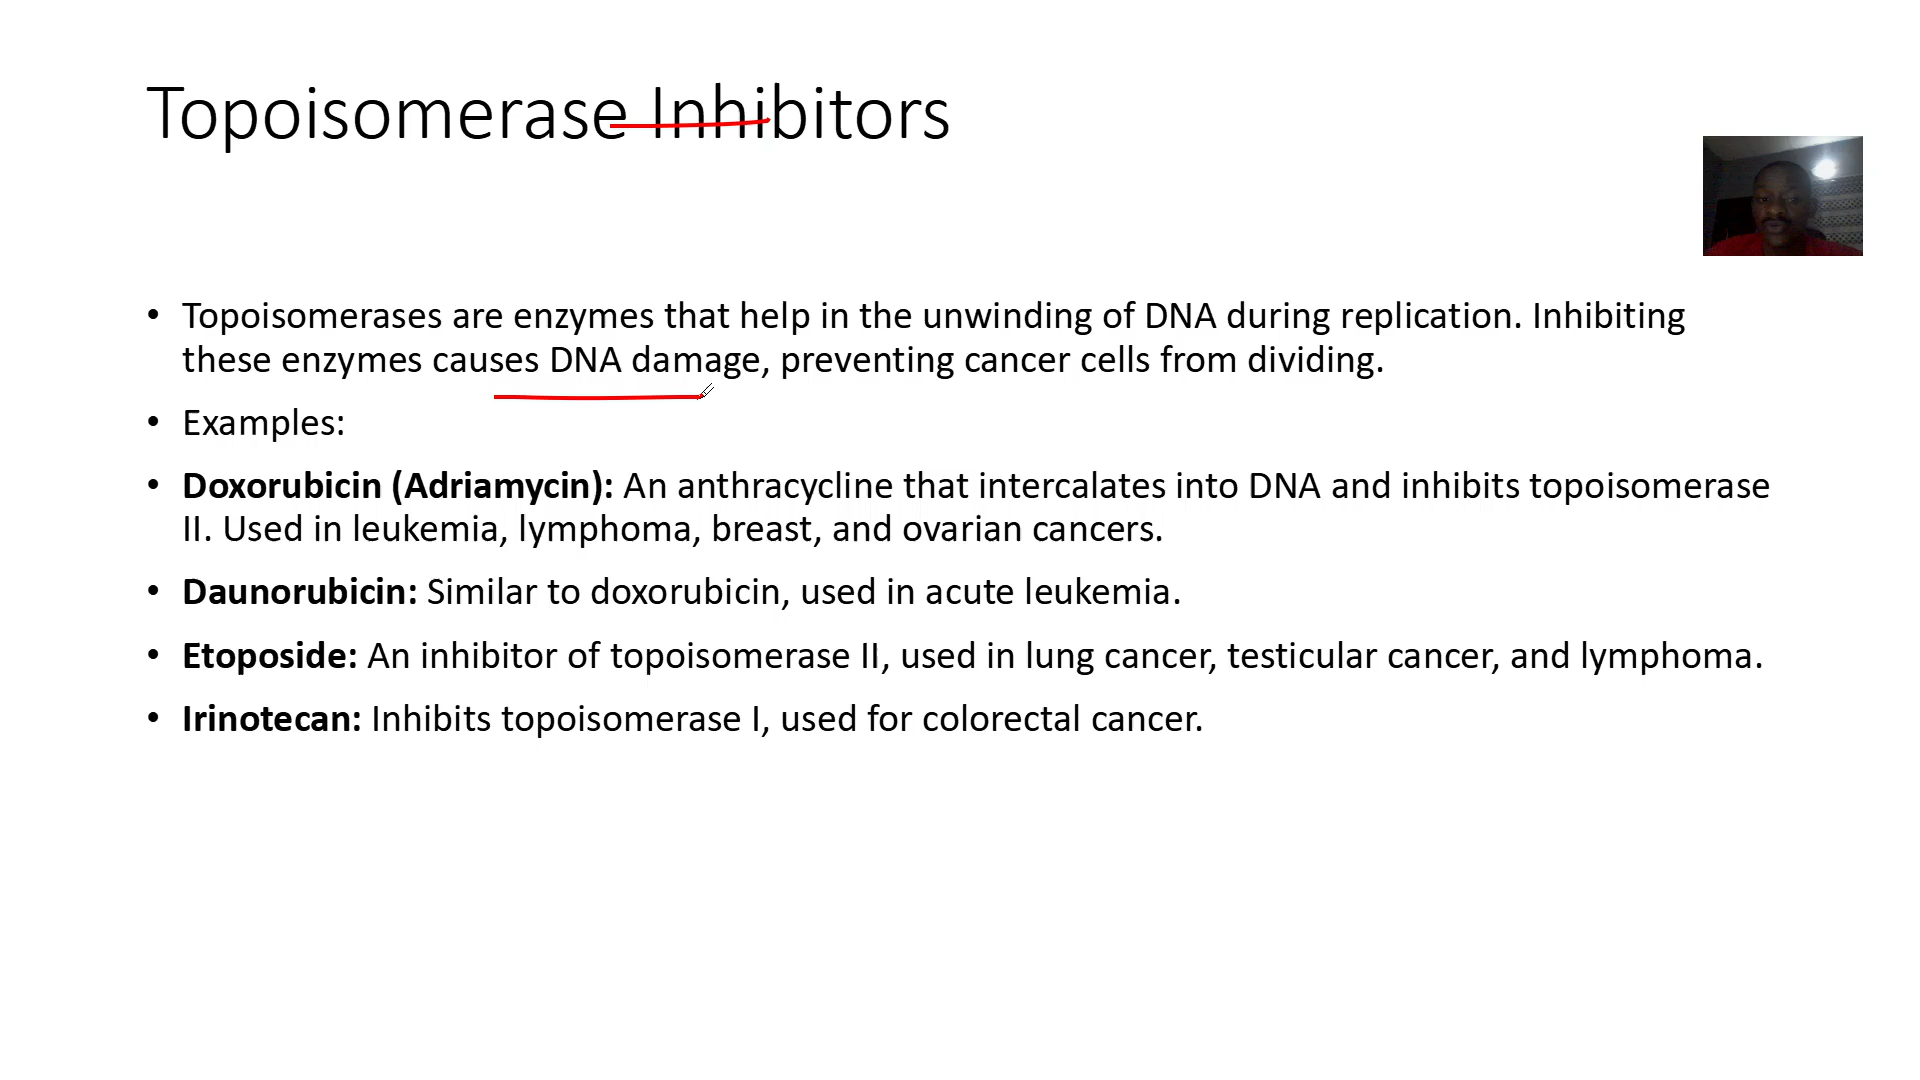 Topoisomerase Inhibitors
• Topoisomerases are enzymes that help in the unwinding of DNA during replication. Inhibiting
these enzymes causes DNA damage, preventing cancer cells from dividing.
• Examples:
• Doxorubicin (Adriamycin): An anthracycline that intercalates into DNA and inhibits topoisomerase
II. Used in leukemia, lymphoma, breast, and ovarian cancers.
• Daunorubicin: Similar to doxorubicin, used in acute leukemia.
• Etoposide: An inhibitor of topoisomerase II, used in lung cancer, testicular cancer, and lymphoma.
• Irinotecan: Inhibits topoisomerase I, used for colorectal cancer.